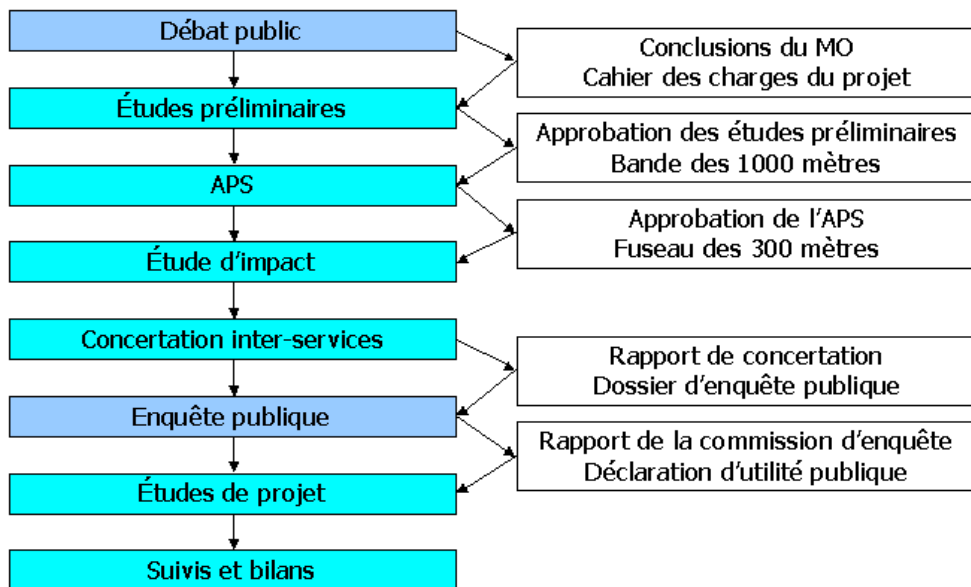 Débat public
Conclusions du MO
Cahier des charges du projet
Études préliminaires
Approbation des études préliminaires
Bande des 1000 mètres
APS
Approbation de l'APS
Fuseau des 300 mètres
Étude d'impact
Concertation inter-services
Rapport de concertation
Dossier d'enquête publique
Enquête publique
Rapport de la commission d'enquête
Déclaration d'utilité publique
Études de projet
Suivis et bilans